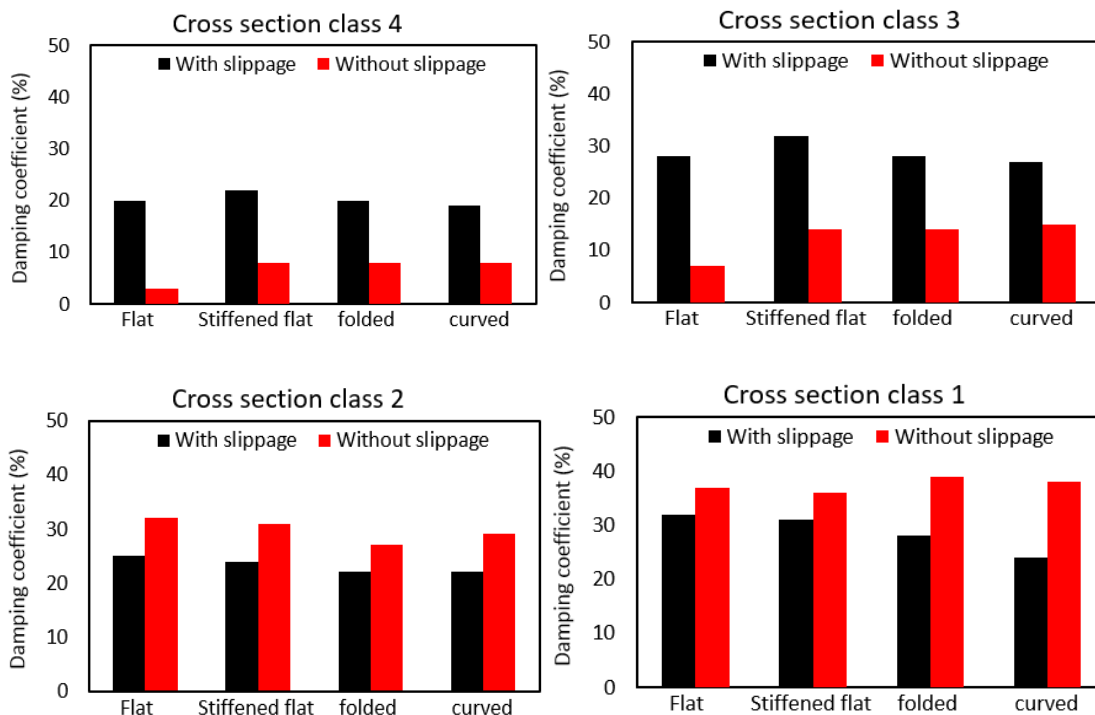 Cross section class 4
Damping coefficient (%)
50
40
30
20
10
0
With slippage Without slippage
Flat Stiffened flat folded curved
Cross section class 3
Damping coefficient (%)
50
40
30
20
10
0
With slippage Without slippage
Flat Stiffened flat folded curved
Cross section class 2
Damping coefficient (%)
50
40
30
20
10
0
With slippage Without slippage
Flat Stiffened flat folded curved
Cross section class 1
Damping coefficient (%)
50
40
30
20
10
0
With slippage Without slippage
Flat Stiffened flat folded curved